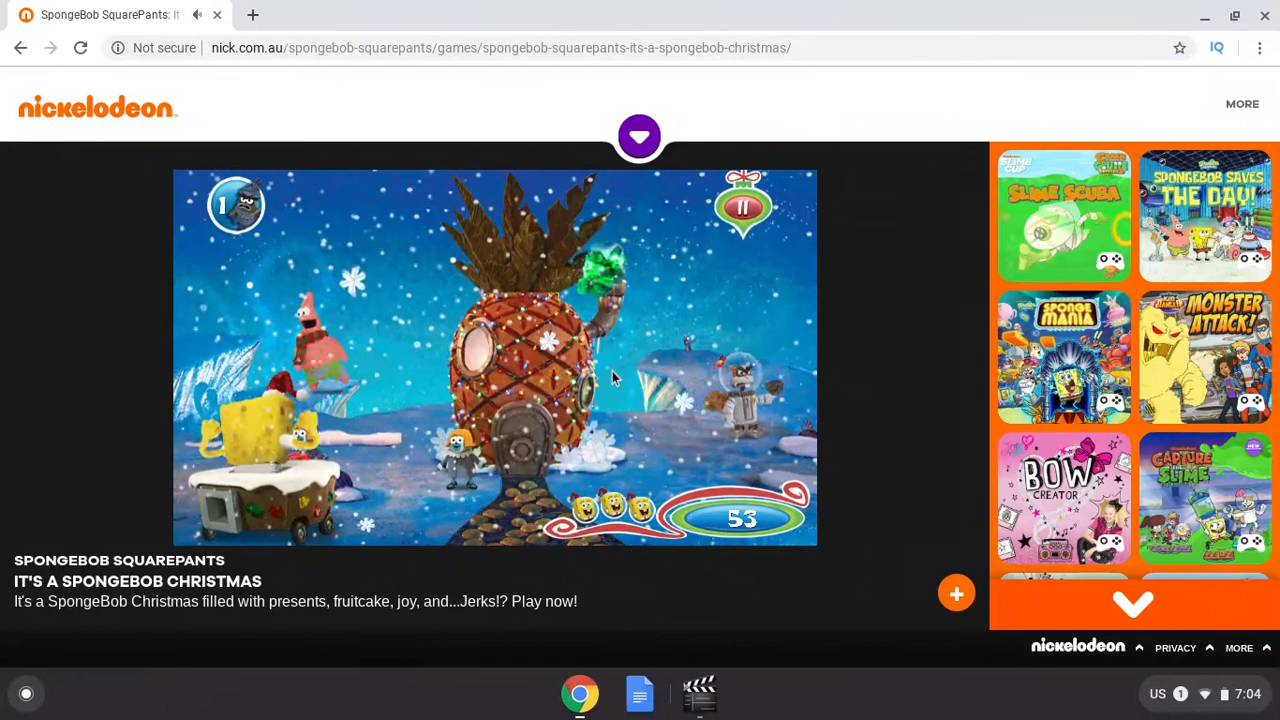 SpongeBob SquarePants: It's
Not secure
nick.com.au/spongebob-squarepants/games/spongebob-squarepants-its-a-spongebob-christmas/
IQ
nickelodeon
MORE
1
53
SLIME CUP
SLIME SCUBA
SPONGEBOB SAVES
THE DAY!
SPONGE
MANIA
MONSTER
ATTACK!
BOW
CREATOR
CAPTURE
THE SLIME
NEW
SPONGEBOB SQUAREPANTS
IT'S A SPONGEBOB CHRISTMAS
It's a SpongeBob Christmas filled with presents, fruitcake, joy, and...Jerks!? Play now!
nickelodeon
PRIVACY
MORE
US
1
7:04